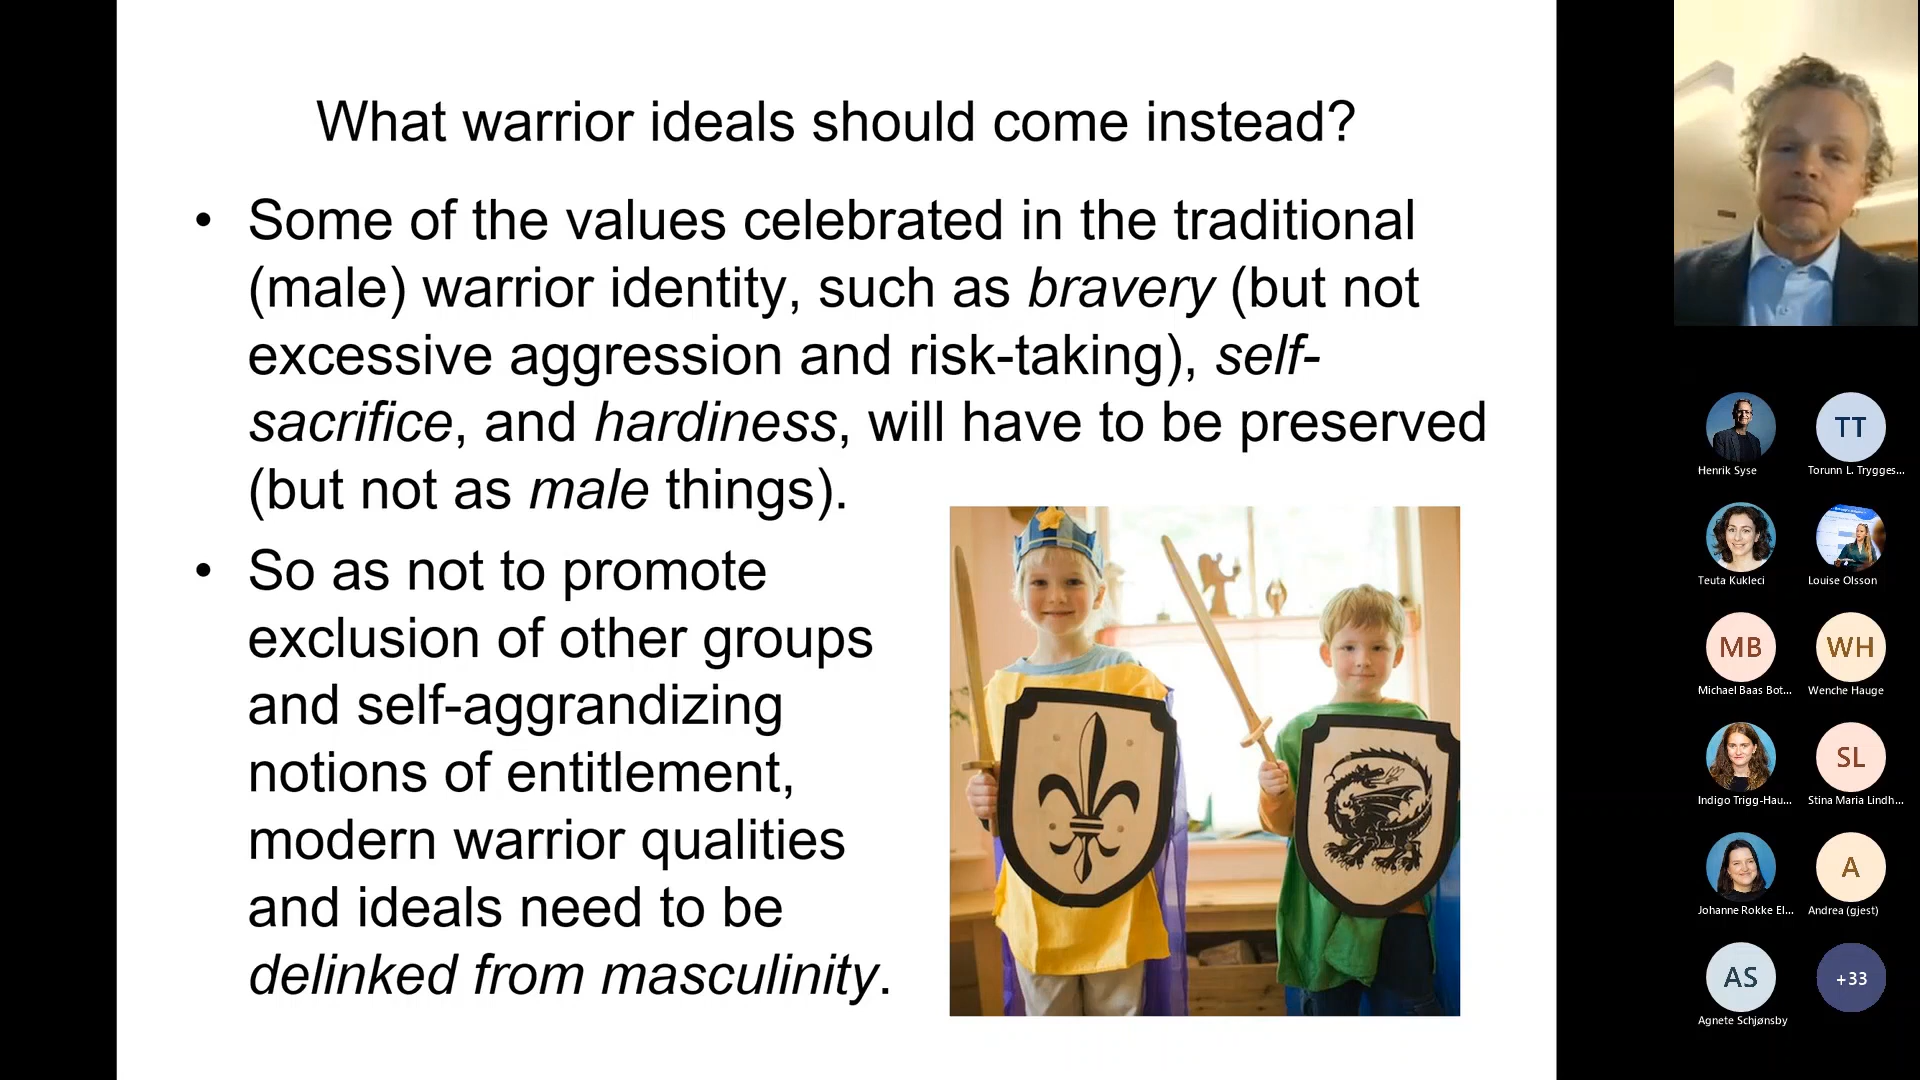 What warrior ideals should come instead?
• Some of the values celebrated in the traditional
(male) warrior identity, such as bravery (but not
excessive aggression and risk-taking), self-
sacrifice, and hardiness, will have to be preserved
(but not as male things).
• So as not to promote
exclusion of other groups
and self-aggrandizing
notions of entitlement,
modern warrior qualities
and ideals need to be
delinked from masculinity.
Henrik Syse
TT
Torunn L. Trygges...
Teuta Kukleci
Louise Olsson
MB
Michael Baas Bot...
WH
Wenche Hauge
Indigo Trigg-Hau...
SL
Stina Maria Lindh...
Johanne Rokke El...
A
Andrea (gjest)
AS
Agnete Schjønsby
+33